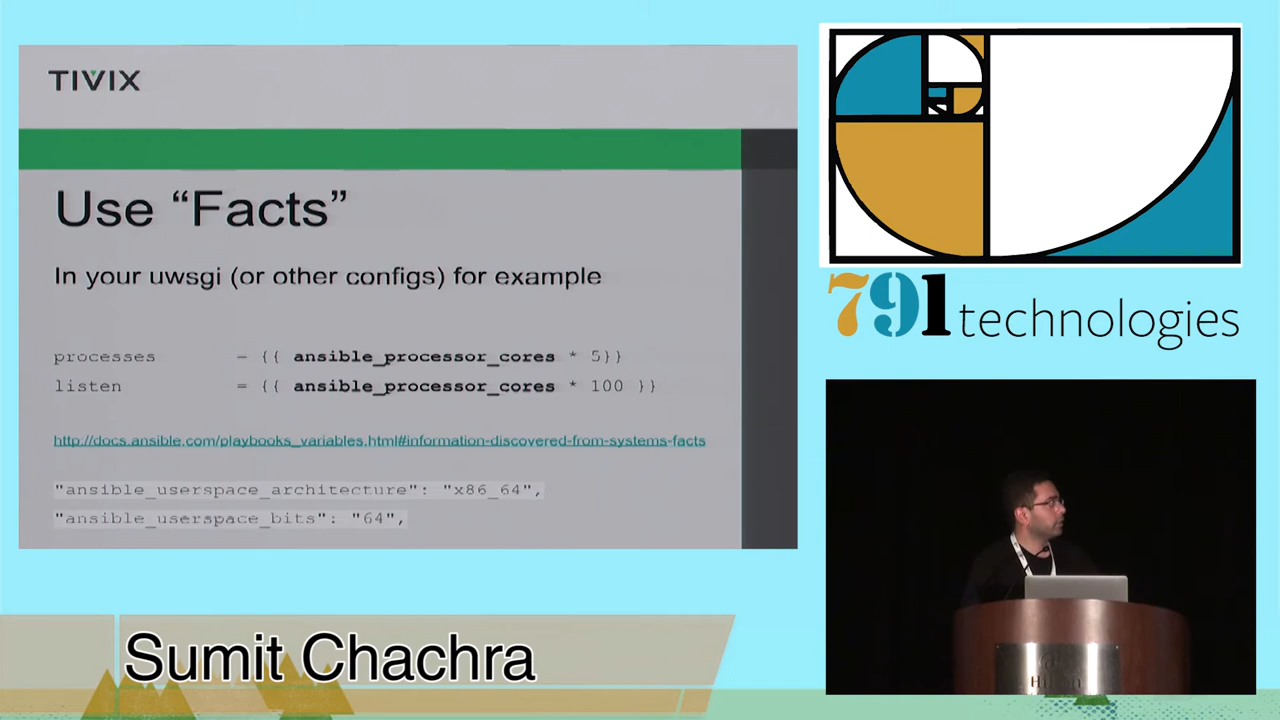 TIVIX
Use “Facts”
In your uwsgi (or other configs) for example
processes = {{ ansible_processor_cores * 5}}
listen = {{ ansible_processor_cores * 100 }}
http://docs.ansible.com/playbooks_variables.html#information-discovered-from-systems-facts
"ansible_userspace_architecture": "x86_64",
"ansible_userspace_bits": "64",
791 technologies
Hilton
Sumit Chachra